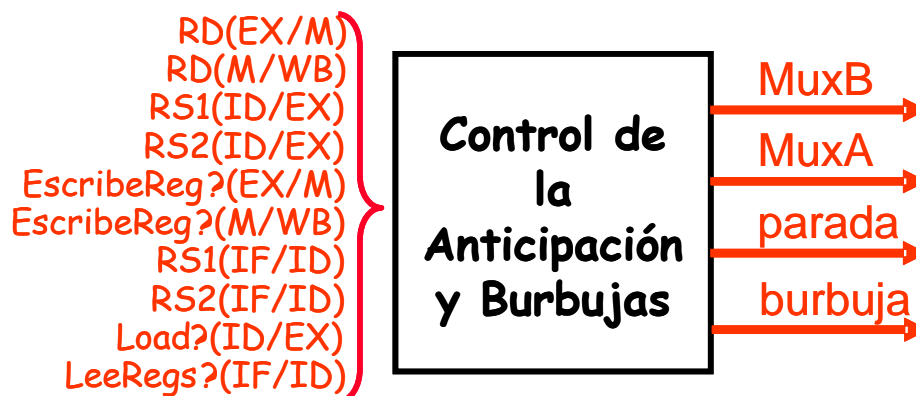 RD(EX/M)
RD(M/WB)
RS1(ID/EX)
RS2(ID/EX)
EscribeReg?(EX/M)
EscribeReg?(M/WB)
RS1(IF/ID)
RS2(IF/ID)
Load?(ID/EX)
LeeRegs?(IF/ID)
Control de
la
Anticipación
y Burbujas
MuxB
MuxA
parada
burbuja